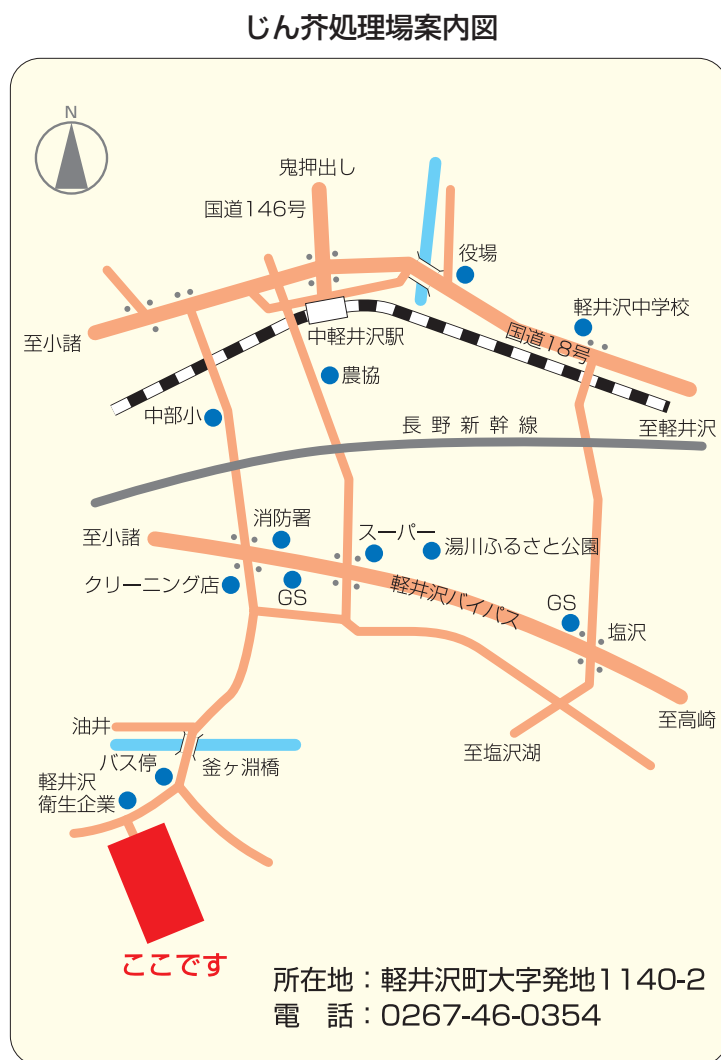 じん芥処理場案内図
N
鬼押出し
国道146号
役場
軽井沢中学校
至小諸
中軽井沢駅
国道18号
農協
中部小
長野新幹線
至軽井沢
消防署
至小諸
スーパー
湯川ふるさと公園
クリーニング店
GS
軽井沢バイパス
GS
塩沢
至高崎
油井
至塩沢湖
バス停
釜ヶ淵橋
軽井沢
衛生企業
ここです
所在地：軽井沢町大字発地1140-2
電　話：0267-46-0354